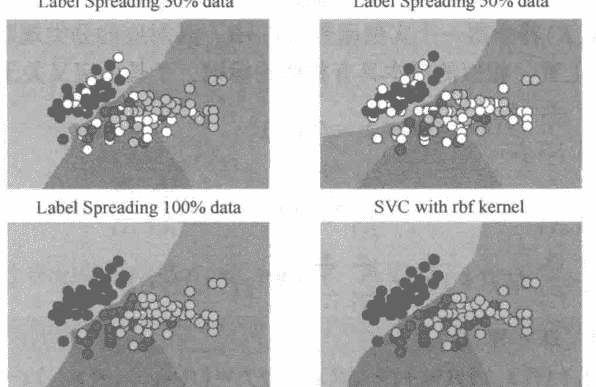 Label Spreading 30% data
Label Spreading 50% data
Label Spreading 100% data
SVC with rbf kernel